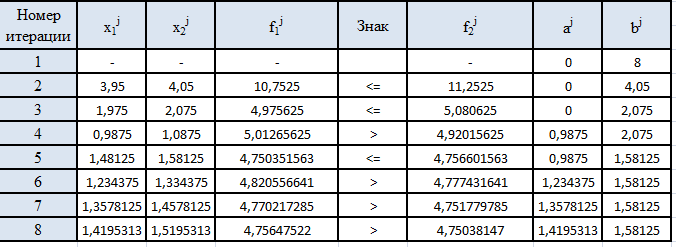 Номер итерации x₁ʲ x₂ʲ f₁ʲ Знак f₂ʲ aʲ bʲ
1 - - - - 0 8
2 3,95 4,05 10,7525 <= 11,2525 0 4,05
3 1,975 2,075 4,975625 <= 5,080625 0 2,075
4 0,9875 1,0875 5,01265625 > 4,92015625 0,9875 2,075
5 1,48125 1,58125 4,750351563 <= 4,756601563 0,9875 1,58125
6 1,234375 1,334375 4,820556641 > 4,777431641 1,234375 1,58125
7 1,3578125 1,4578125 4,770217285 > 4,751779785 1,3578125 1,58125
8 1,4195313 1,5195313 4,75647522 > 4,75038147 1,4195313 1,58125